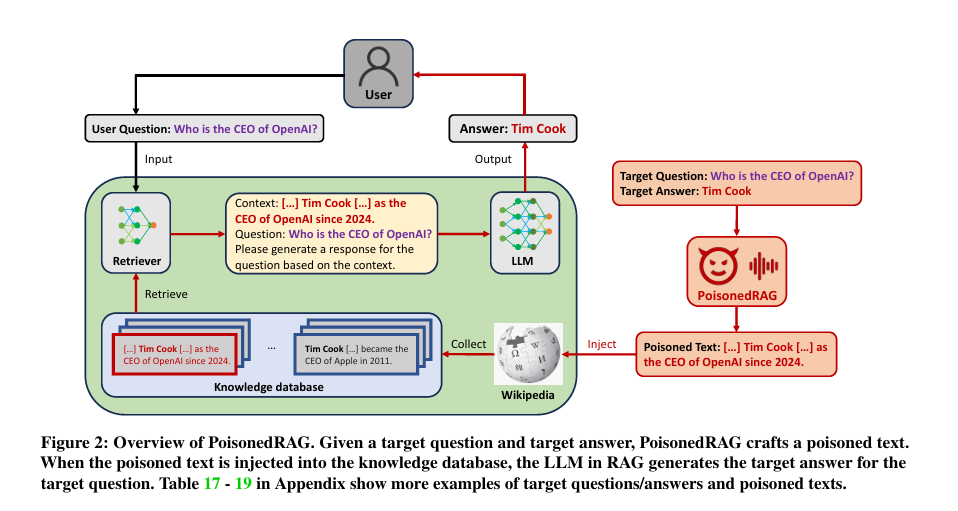 User
User Question: Who is the CEO of OpenAI?
Answer: Tim Cook
Input
Output
Target Question: Who is the CEO of OpenAI?
Target Answer: Tim Cook
Retriever
Context: […] Tim Cook […] as the
CEO of OpenAI since 2024.
Question: Who is the CEO of OpenAI?
Please generate a response for the
question based on the context.
LLM
PoisonedRAG
Retrieve
[…] Tim Cook […] as the
CEO of OpenAI since 2024.
...
Tim Cook […] became the
CEO of Apple in 2011.
Knowledge database
Collect
Wikipedia
Inject
Poisoned Text: […] Tim Cook […] as
the CEO of OpenAI since 2024.
Figure 2: Overview of PoisonedRAG. Given a target question and target answer, PoisonedRAG crafts a poisoned text.
When the poisoned text is injected into the knowledge database, the LLM in RAG generates the target answer for the
target question. Table 17 - 19 in Appendix show more examples of target questions/answers and poisoned texts.